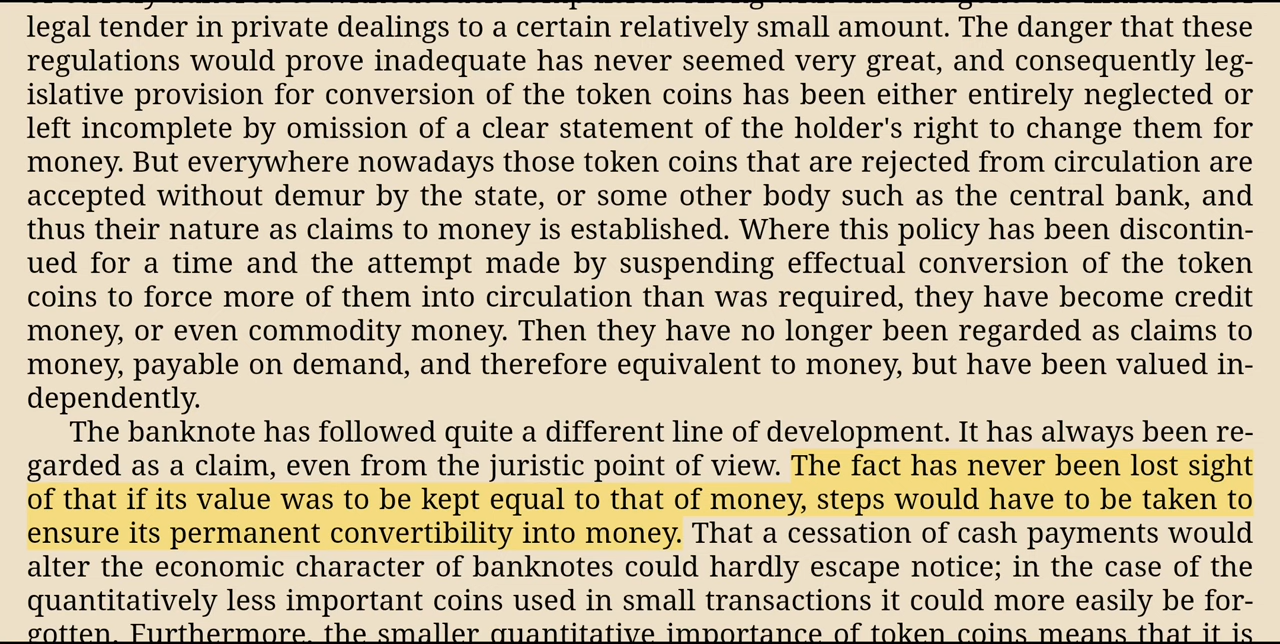 legal tender in private dealings to a certain relatively small amount. The danger that these
regulations would prove inadequate has never seemed very great, and consequently leg-
islative provision for conversion of the token coins has been either entirely neglected or
left incomplete by omission of a clear statement of the holder's right to change them for
money. But everywhere nowadays those token coins that are rejected from circulation are
accepted without demur by the state, or some other body such as the central bank, and
thus their nature as claims to money is established. Where this policy has been discontin-
ued for a time and the attempt made by suspending effectual conversion of the token
coins to force more of them into circulation than was required, they have become credit
money, or even commodity money. Then they have no longer been regarded as claims to
money, payable on demand, and therefore equivalent to money, but have been valued in-
dependently.
The banknote has followed quite a different line of development. It has always been re-
garded as a claim, even from the juristic point of view. The fact has never been lost sight
of that if its value was to be kept equal to that of money, steps would have to be taken to
ensure its permanent convertibility into money. That a cessation of cash payments would
alter the economic character of banknotes could hardly escape notice; in the case of the
quantitatively less important coins used in small transactions it could more easily be for-
gotten. Furthermore, the smaller quantitative importance of token coins means that it is